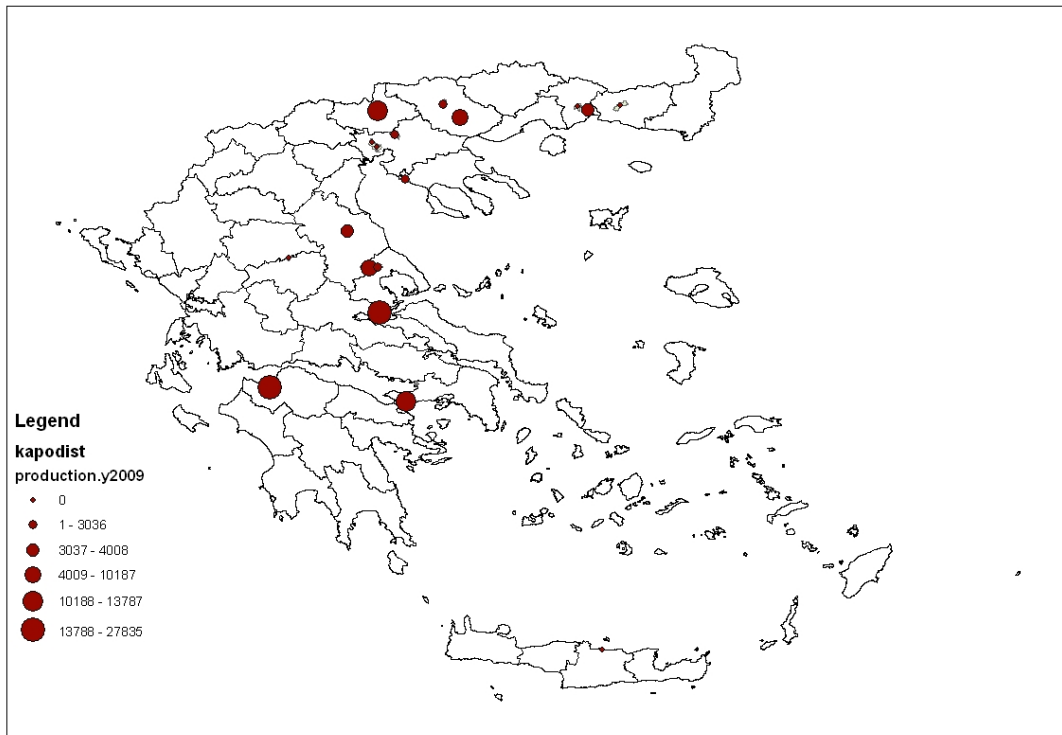 Legend
kapodist
production.y2009
0
1 - 3036
3037 - 4008
4009 - 10187
10188 - 13787
13788 - 27835